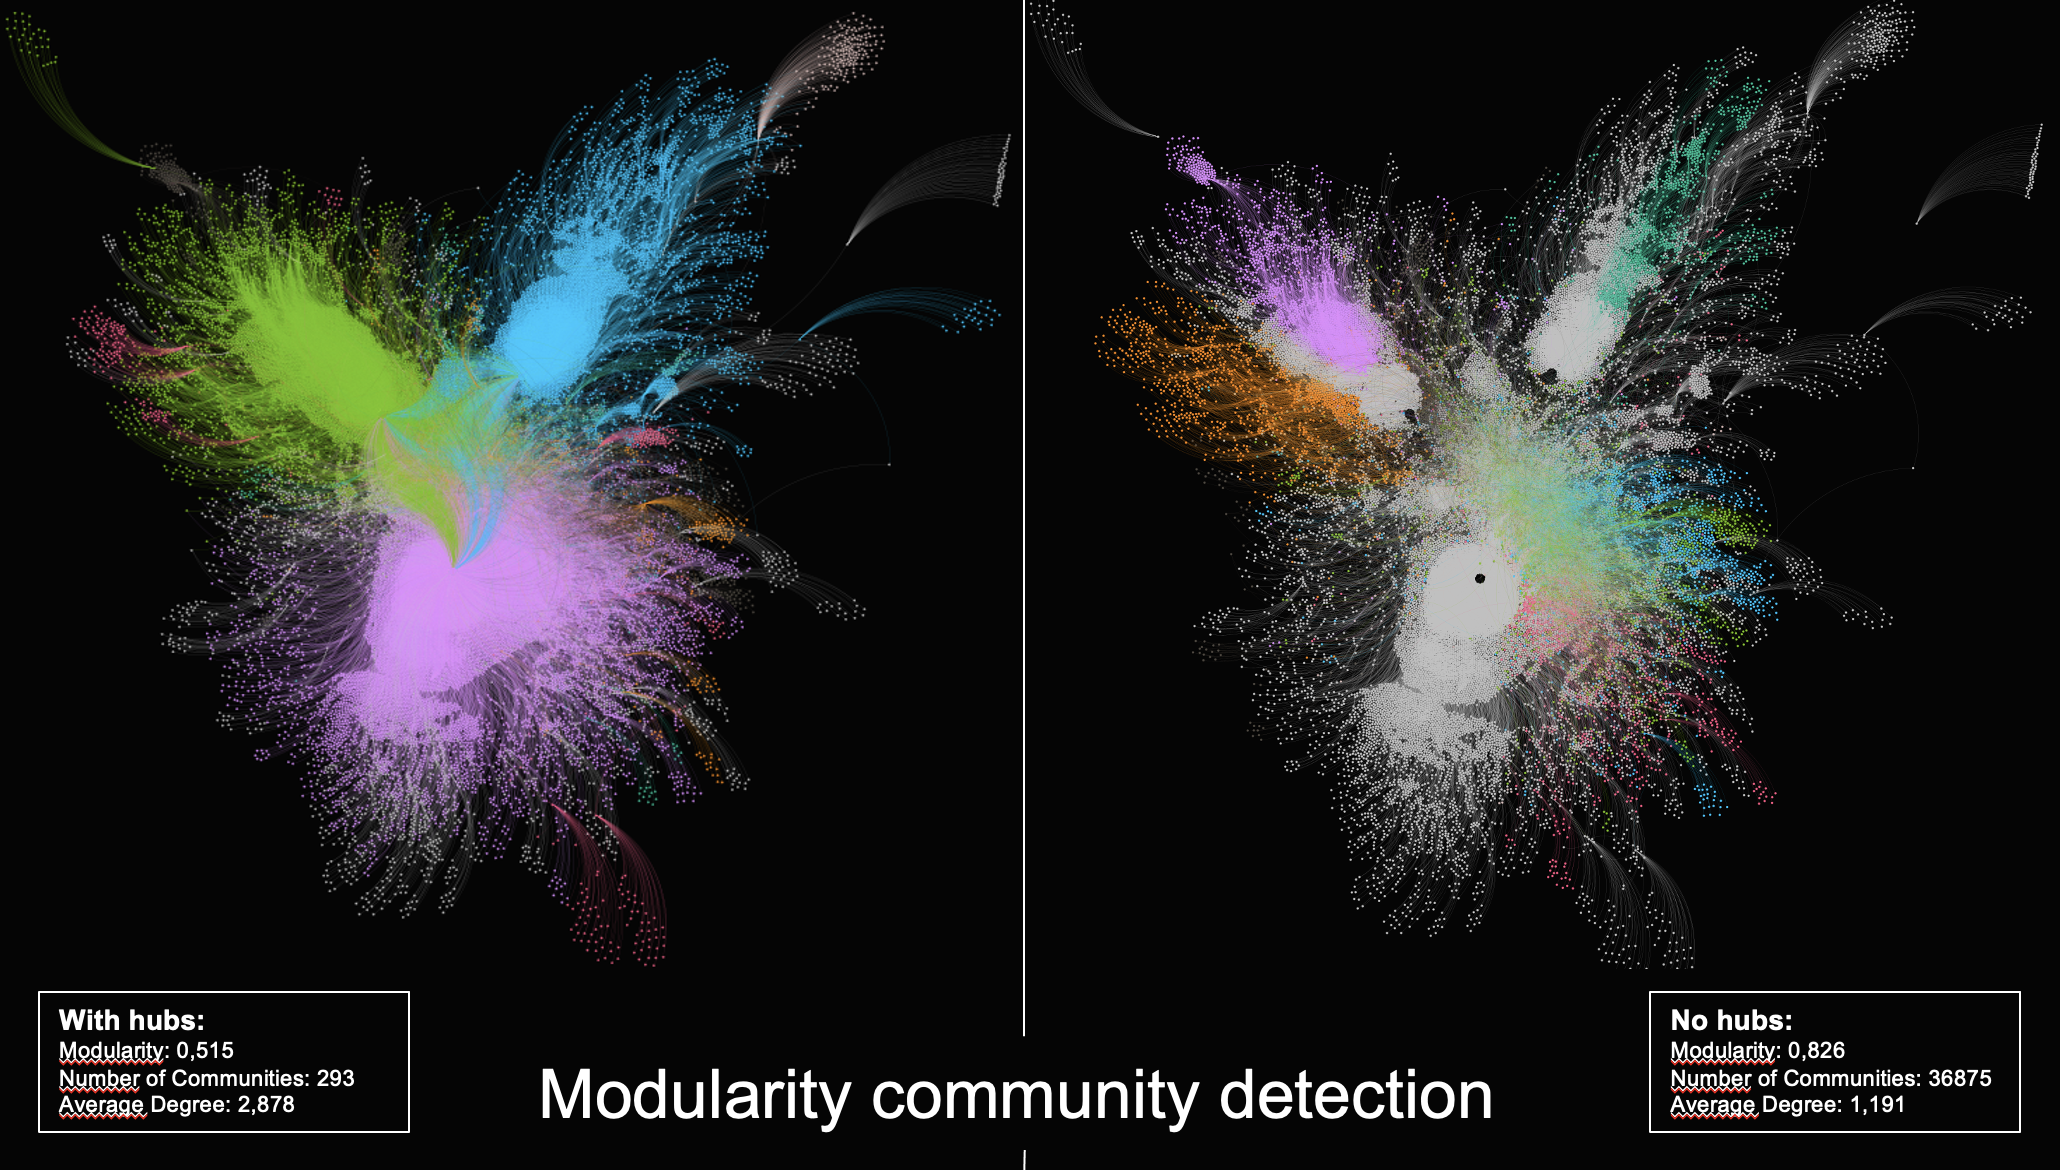 With hubs:
Modularity: 0,515
Number of Communities: 293
Average Degree: 2,878
Modularity community detection
No hubs:
Modularity: 0,826
Number of Communities: 36875
Average Degree: 1,191